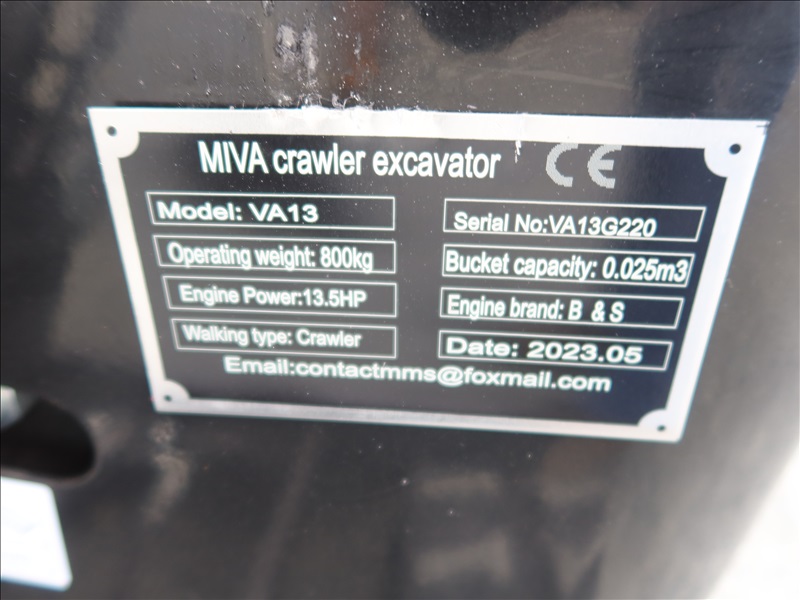 MIVA crawler excavator CE
Model: VA13
Serial No:VA13G220
Operating weight: 800kg
Bucket capacity: 0.025m3
Engine Power:13.5HP
Engine brand: B & S
Walking type: Crawler
Date: 2023.05
Email:contactmms@foxmail.com